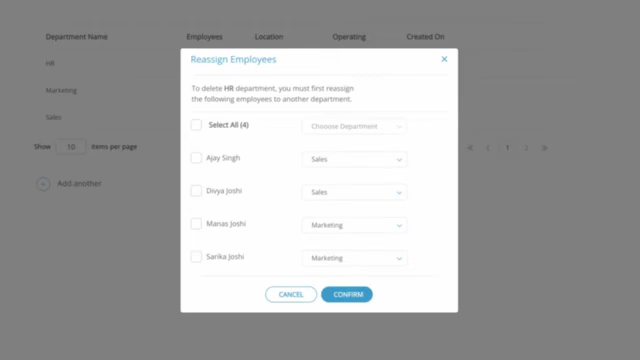 Department Name Employees Location Operating Created On
HR
Marketing
Sales
Show 10 items per page
1
Add another
Reassign Employees
To delete HR department, you must first reassign
the following employees to another department.
Select All (4) Choose Department
Ajay Singh Sales
Divya Joshi Sales
Manas Joshi Marketing
Sarika Joshi Marketing
CANCEL CONFIRM